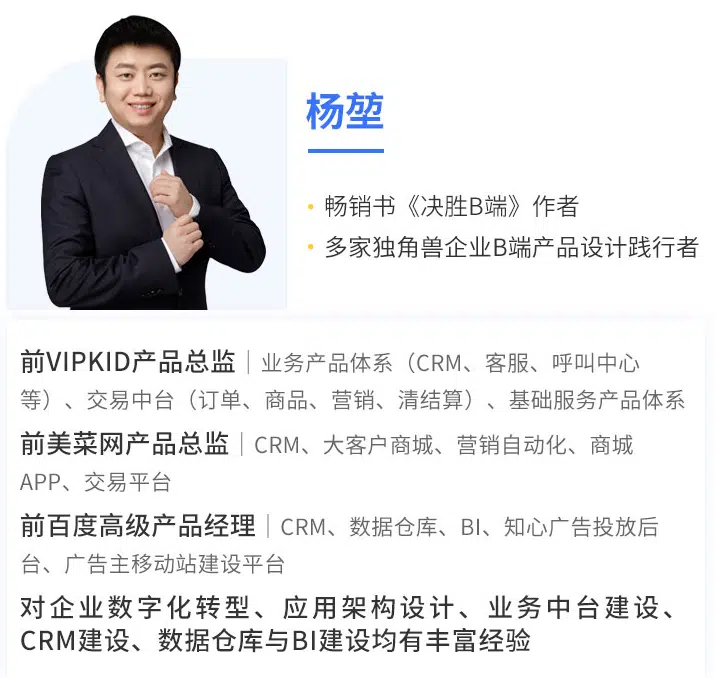 杨堃
· 畅销书《决胜B端》作者
· 多家独角兽企业B端产品设计践行者
前VIPKID产品总监｜业务产品体系（CRM、客服、呼叫中心
等）、交易中台（订单、商品、营销、清结算）、基础服务产品体系
前美菜网产品总监｜CRM、大客户商城、营销自动化、商城
APP、交易平台
前百度高级产品经理｜CRM、数据仓库、BI、知心广告投放后
台、广告主移动站建设平台
对企业数字化转型、应用架构设计、业务中台建设、
CRM建设、数据仓库与BI建设均有丰富经验